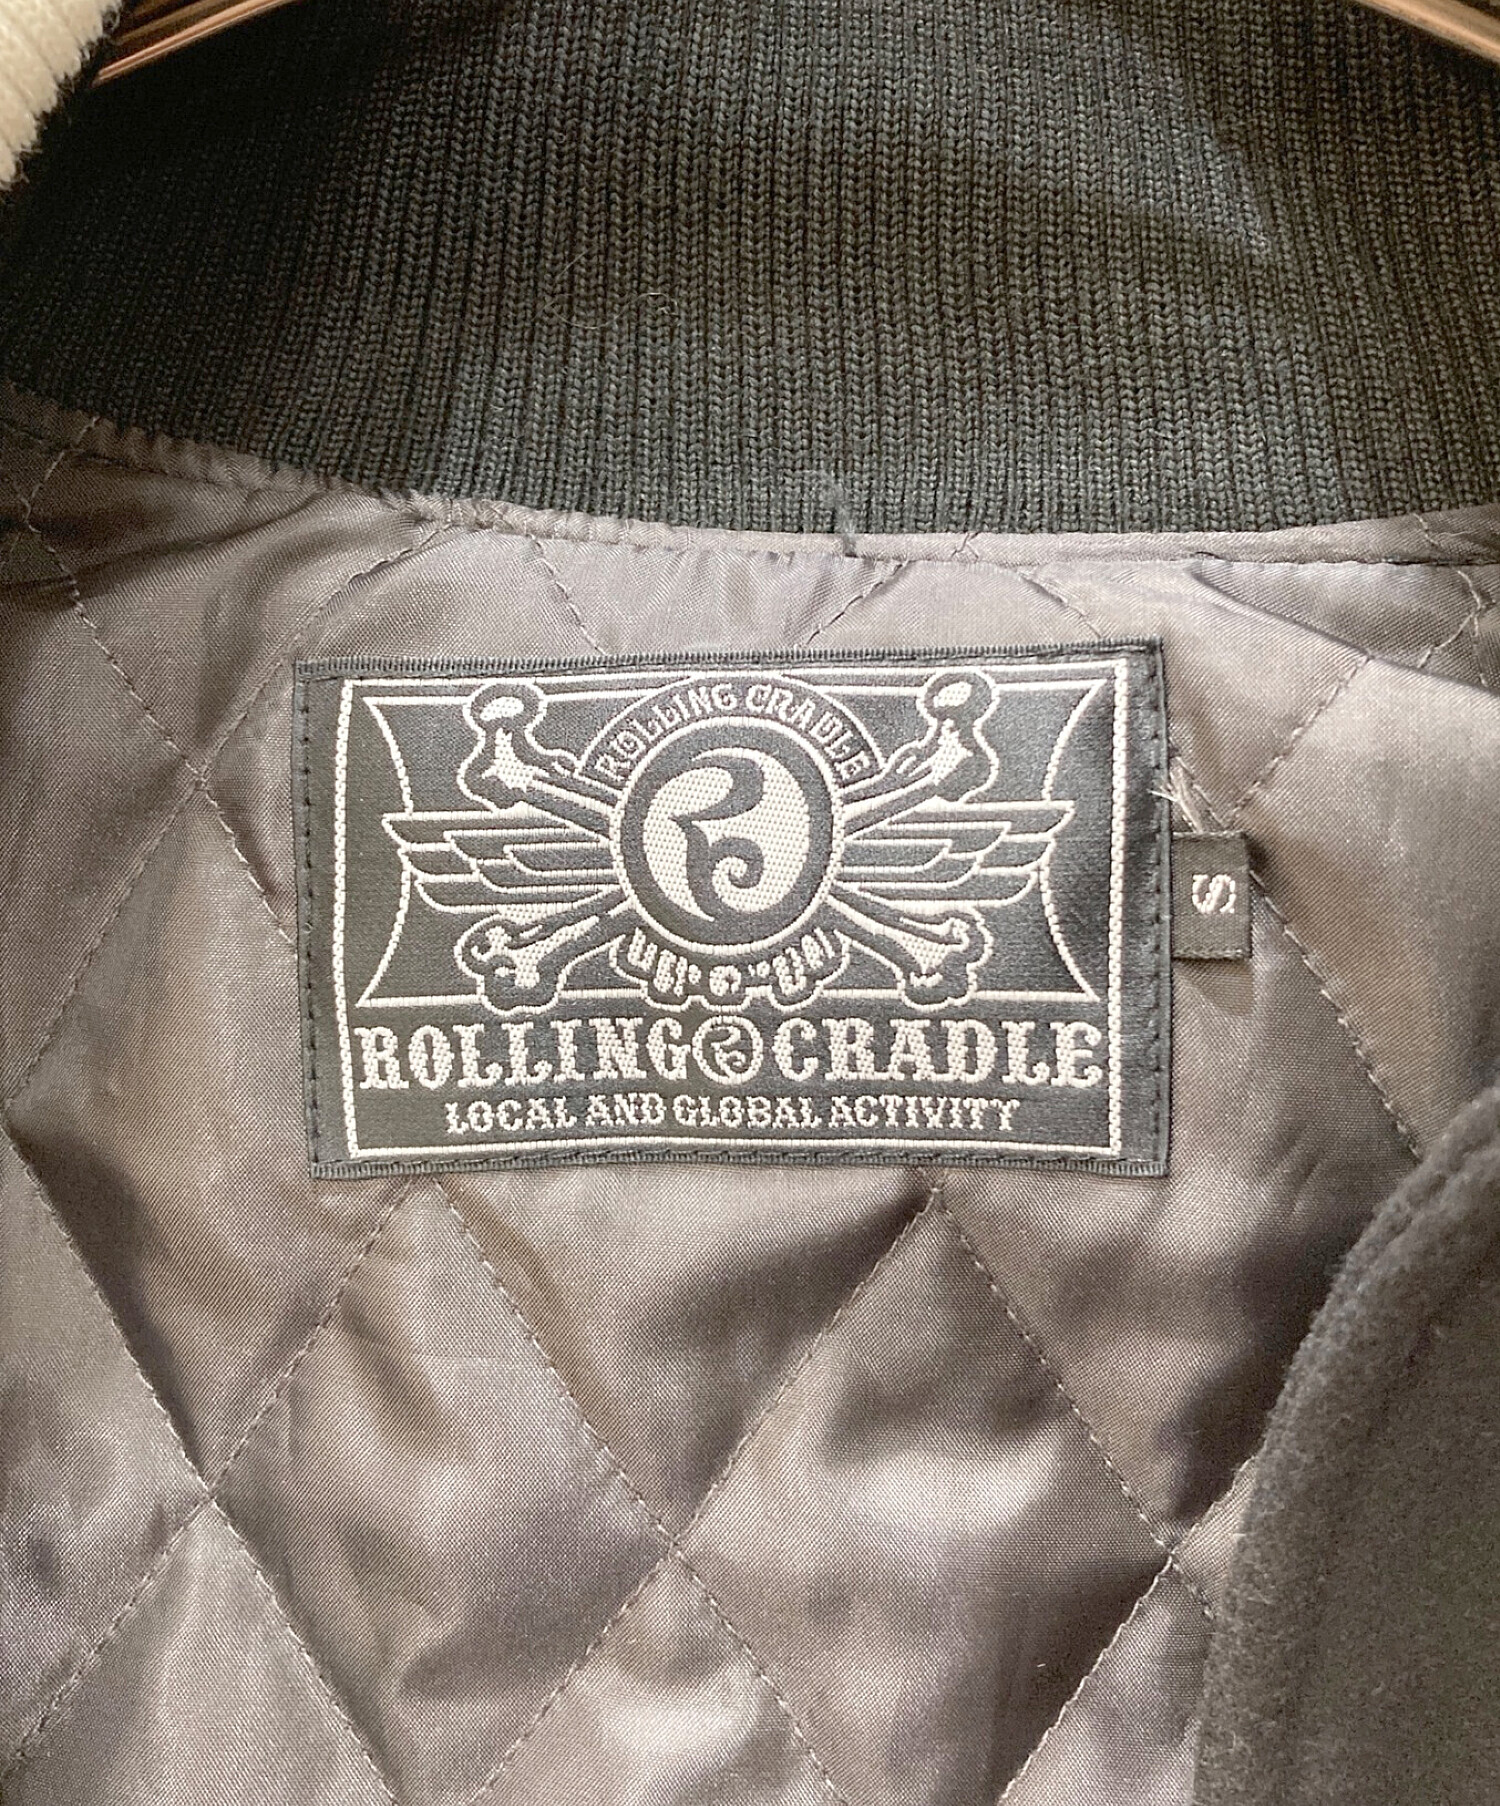 ROLLING CRADLE
ROLLING CRADLE
LOCAL AND GLOBAL ACTIVITY
S